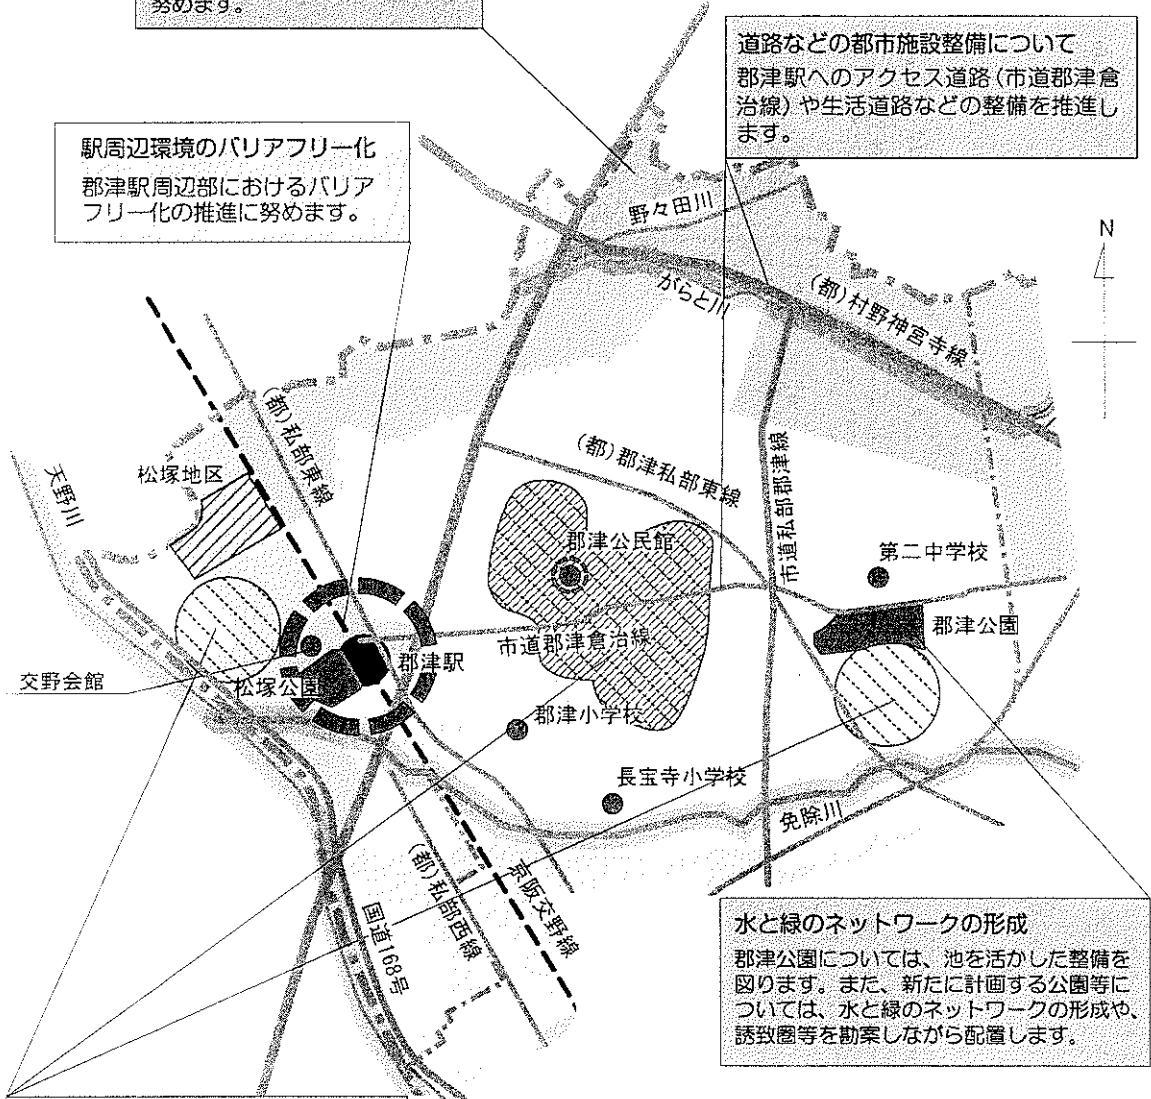 努めます。
道路などの都市施設整備について
郡津駅へのアクセス道路(市道郡津倉
治線)や生活道路などの整備を推進し
ます。
駅周辺環境のバリアフリー化
郡津駅周辺部におけるバリア
フリー化の推進に努めます。
野々田川
N
がらと川
(都)村野神宮寺線
(都)私部東線
松塚地区
天野川
(都)郡津私部東線
市道私部郡津線
郡津公民館
第二中学校
郡津公園
市道郡津倉治線
郡津駅
交野会館
松塚公園
郡津小学校
長宝寺小学校
免除川
(都)私部西線
京阪交野線
国道168号
水と緑のネットワークの形成
郡津公園については、池を活かした整備を
図ります。また、新たに計画する公園等に
ついては、水と緑のネットワークの形成や、
誘致圏等を勘案しながら配置します。